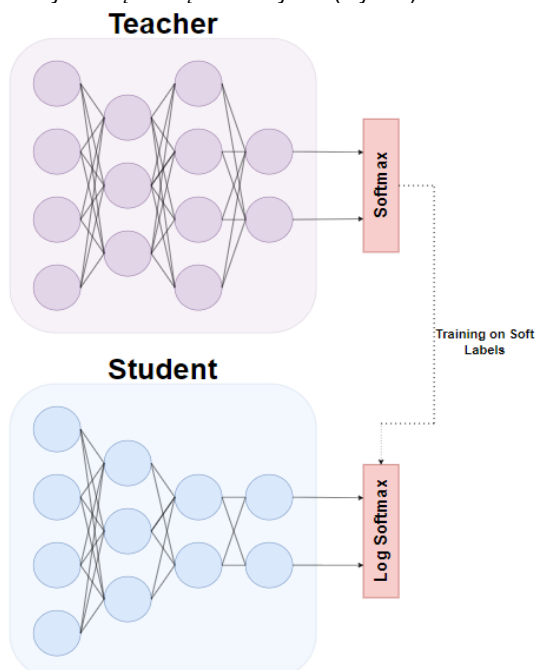 Teacher
Softmax
Training on Soft
Labels
Student
Log Softmax